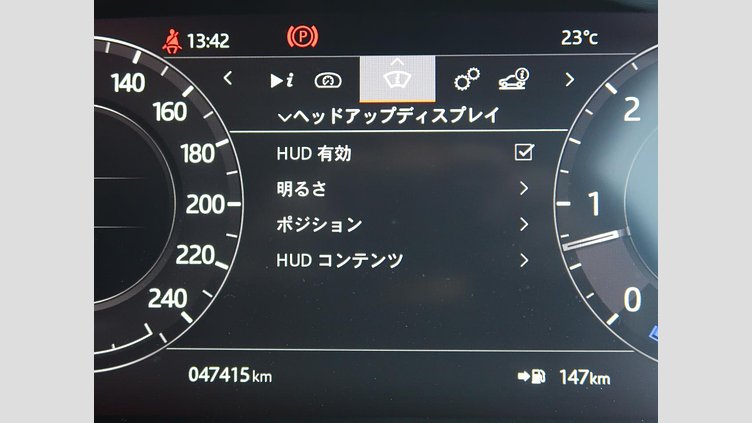 13:42 P 23°c
i i i
ヘッドアップディスプレイ
HUD 有効
明るさ
ポジション
HUD コンテンツ
140
160
180
200
220
240
2
1
0
047415 km 147km